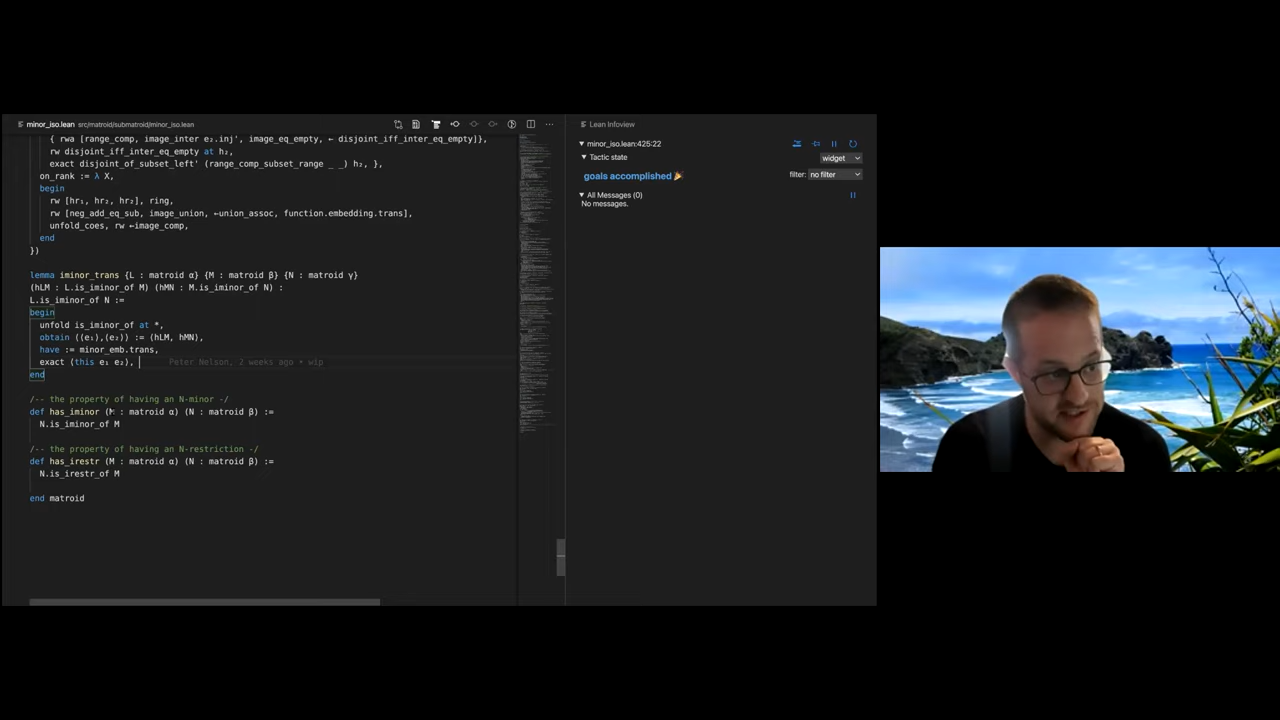 minor_iso.lean src/matroid/submatroid/minor_iso.lean
{ rwa [range_comp, image_inter e₂.inj', image_eq_empty, ← disjoint_iff_inter_eq_empty]},
rw disjoint_iff_inter_eq_empty at h₂,
exact disjoint_of_subset_left' (range_comp_subset_range _ _) h₂, },
on_rank := λ X,
begin
rw [hr, hr₂, hr₂], ring,
rw [neg_add_eq_sub, image_union, ←union_assoc, function.embedding.trans],
unfold_coes, rw ←image_comp,
end
})
lemma iminor_trans {L : matroid α} {M : matroid β} {N : matroid γ}
(hLM : L.is_iminor_of M) (hMN : M.is_iminor_of N) :
L.is_iminor_of N :=
begin
unfold is_iminor_of at *,
obtain ⟨⟨e₁⟩,⟨e₂⟩⟩ := ⟨hLM, hMN⟩,
have := minor_emb.trans,
exact ⟨this e₁ e₂⟩, Peter Nelson, 2 weeks ago • wip
end
/-- the property of having an N-minor -/
def has_iminor (M : matroid α) (N : matroid β) :=
N.is_iminor_of M
/-- the property of having an N-restriction -/
def has_irestr (M : matroid α) (N : matroid β) :=
N.is_irestr_of M
end matroid
Lean Infoview
minor_iso.lean:425:22
Tactic state
widget
goals accomplished 🎉
filter: no filter
All Messages (0)
No messages.